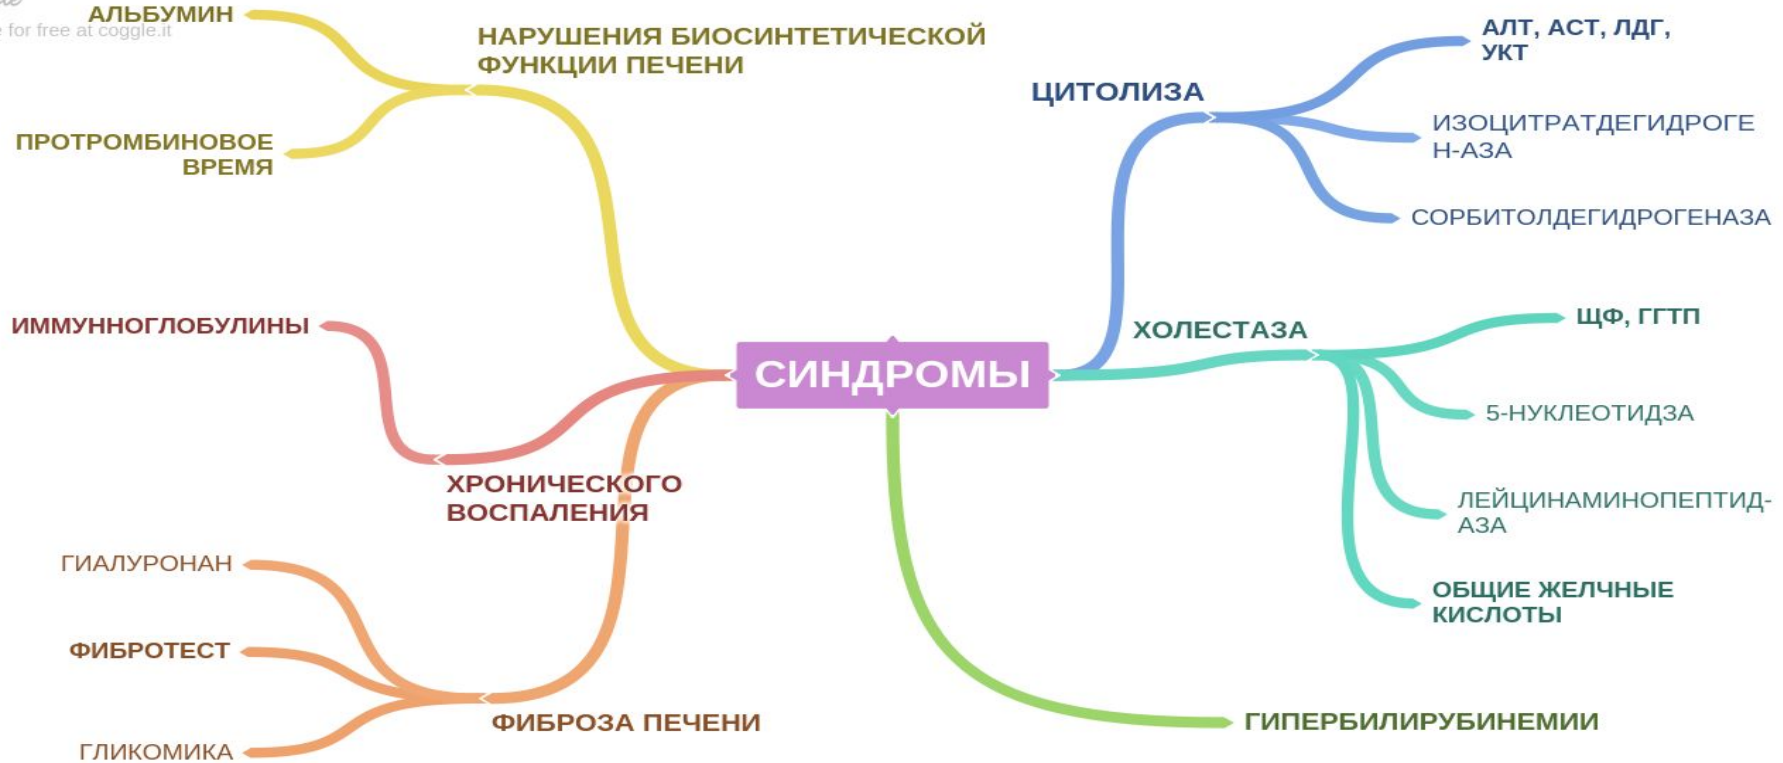 АЛЬБУМИН
for free at coggle.it
НАРУШЕНИЯ БИОСИНТЕТИЧЕСКОЙ
ФУНКЦИИ ПЕЧЕНИ
ПРОТРОМБИНОВОЕ
ВРЕМЯ
ЦИТОЛИЗА
АЛТ, АСТ, ЛДГ,
УКТ
ИЗОЦИТРАТДЕГИДРОГЕ
Н-АЗА
СОРБИТОЛДЕГИДРОГЕНАЗА
ИММУННОГЛОБУЛИНЫ
ХРОНИЧЕСКОГО
ВОСПАЛЕНИЯ
СИНДРОМЫ
ХОЛЕСТАЗА
ЩФ, ГГТП
5-НУКЛЕОТИДЗА
ЛЕЙЦИНАМИНОПЕПТИД-
АЗА
ОБЩИЕ ЖЕЛЧНЫЕ
КИСЛОТЫ
ГИАЛУРОНАН
ФИБРОТЕСТ
ГЛИКОМИКА
ФИБРОЗА ПЕЧЕНИ
ГИПЕРБИЛИРУБИНЕМИИ